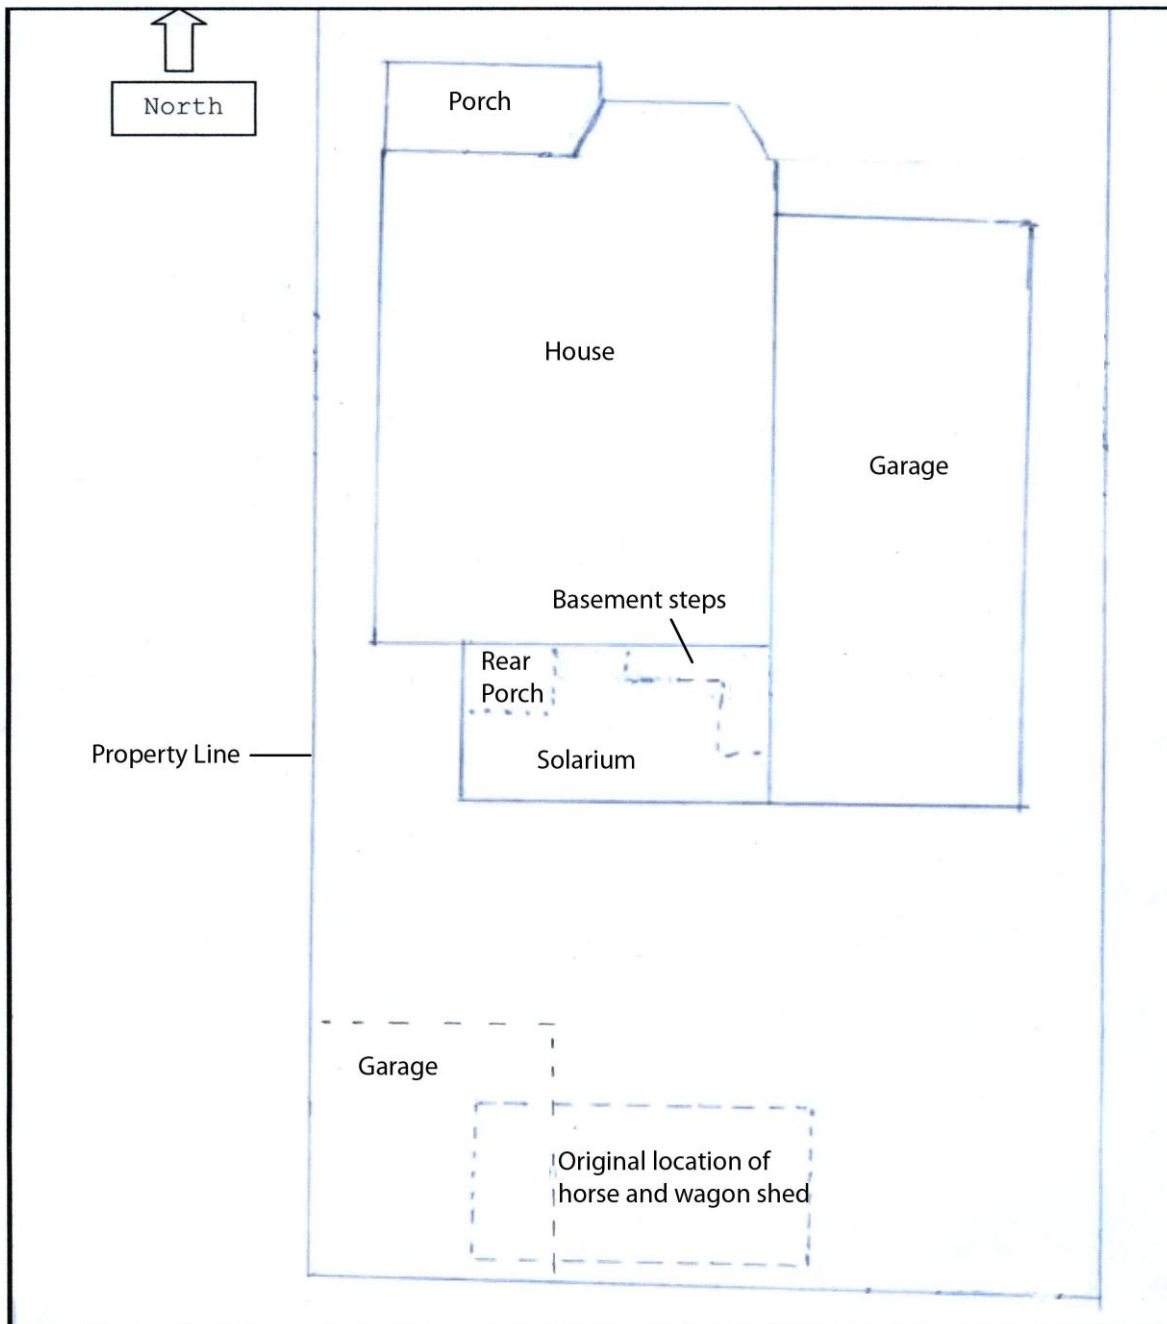 North
Porch
House
Garage
Basement steps
Rear
Porch
Property Line
Solarium
Garage
Original location of
horse and wagon shed